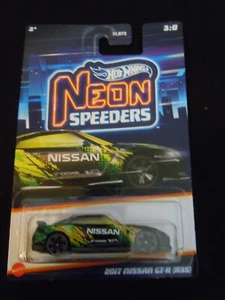 3+
3/8
Hot Wheels
NEON
SPEEDERS
NISSAN
NISSAN
2017 NISSAN GT-R (R35)